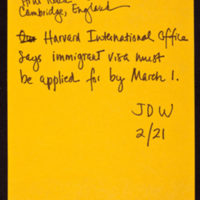 Cambridge, England
Harvard International Office
says immigrant visa must
be applied for by March 1.
JDW
2/21